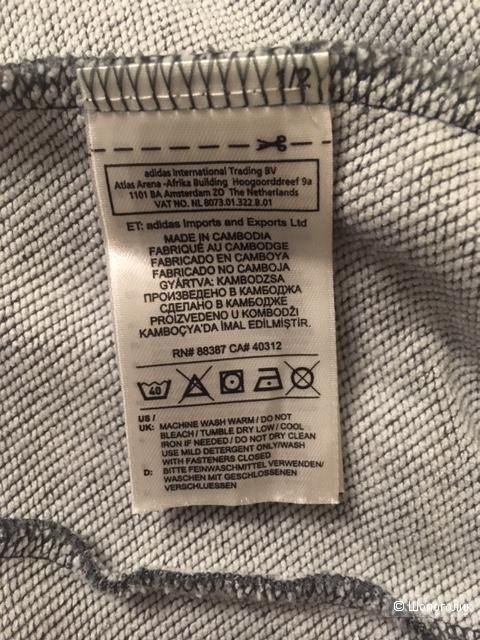 1/2
adidas International Trading BV
Atlas Arena -Afrika Building Hoogoorddreef 9a
1101 BA Amsterdam ZO The Netherlands
VAT NO. NL 8073.01.322.B.01
ET: adidas Imports and Exports Ltd
MADE IN CAMBODIA
FABRIQUÉ AU CAMBODGE
FABRICADO EN CAMBOYA
FABRICADO NO CAMBOJA
GYÁRTVA: KAMBODZSA
ПРОИЗВЕДЕНО В КАМБОДЖА
СДЕЛАНО В КАМБОДЖЕ
PROIZVEDENO U KOMBODŽI
KAMBOÇYA'DA İMAL EDİLMİŞTİR.
RN# 88387 CA# 40312
40
US /
UK: MACHINE WASH WARM / DO NOT
BLEACH / TUMBLE DRY LOW / COOL
IRON IF NEEDED / DO NOT DRY CLEAN
USE MILD DETERGENT ONLY/WASH
WITH FASTENERS CLOSED
D: BITTE FEINWASCHMITTEL VERWENDEN/
WASCHEN MIT GESCHLOSSENEN
VERSCHLUESSEN
© Шопоголик